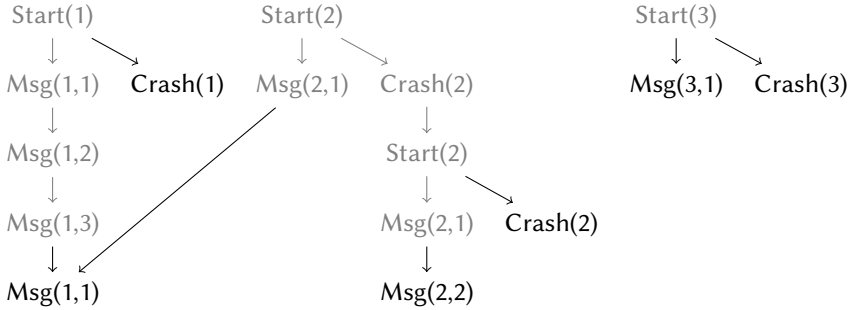 Start(1) Start(2) Start(3)
Msg(1,1) Crash(1) Msg(2,1) Crash(2) Msg(3,1) Crash(3)
Msg(1,2) Start(2)
Msg(1,3) Msg(2,1) Crash(2)
Msg(1,1) Msg(2,2)